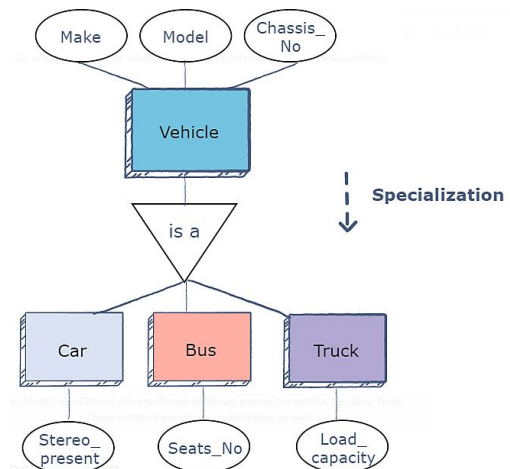 Make
Model
Chassis_
No
Vehicle
Specialization
is a
Car
Bus
Truck
Stereo_
present
Seats_No
Load_
capacity